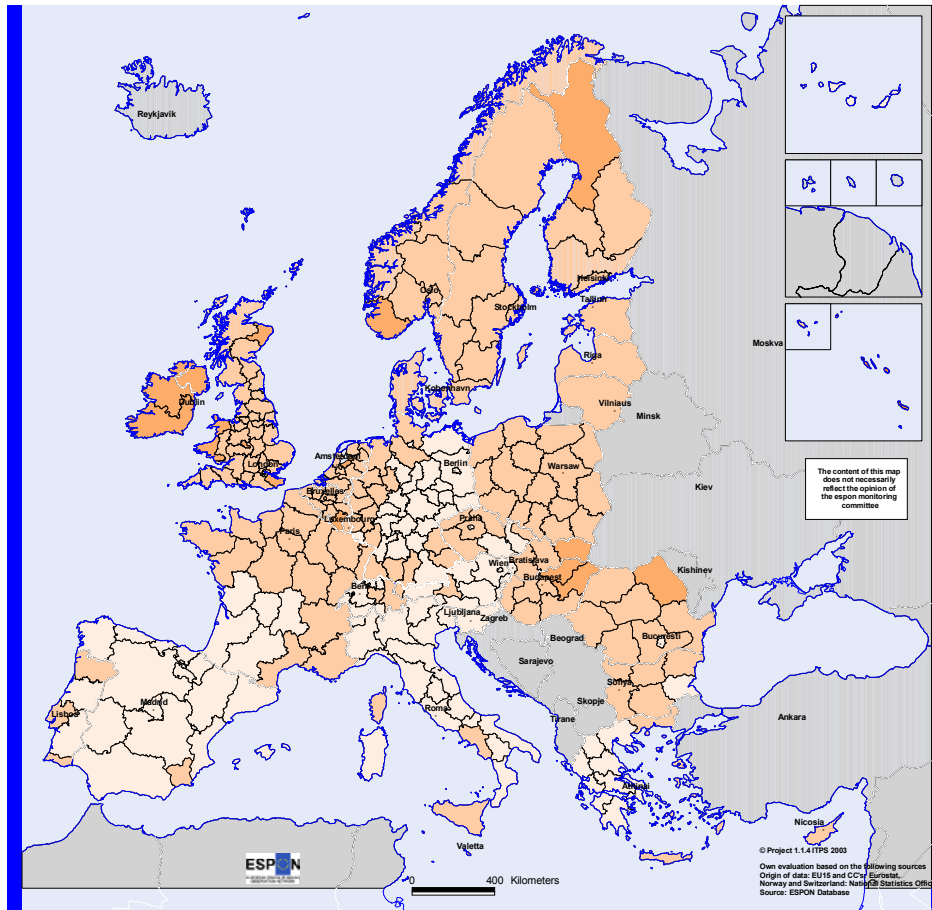 Reykjavik
Oslo
Helsinki
Stockholm
Tallinn
Moskva
Riga
København
Vilniaus
Minsk
Dublin
London
Berlin
Warsaw
Bruxelles
Kiev
The content of this map
does not necessarily
reflect the opinion of
the espon monitoring
committee
Luxembourg
Paris
Praha
Wien
Bratislava
Kishinev
Bern
Budapest
Ljubljana
Zagreb
Beograd
Bucuresti
Sarajevo
Sofiya
Madrid
Lisboa
Roma
Skopje
Tirane
Ankara
Athinai
Nicosia
Valetta
© Project 1.1.4 ITPS 2003
ESPON
Own evaluation based on the following sources
Origin of data: EU15 and CC's: Eurostat,
Norway and Switzerland: National Statistics Offic
Source: ESPON Database
0 400 Kilometers